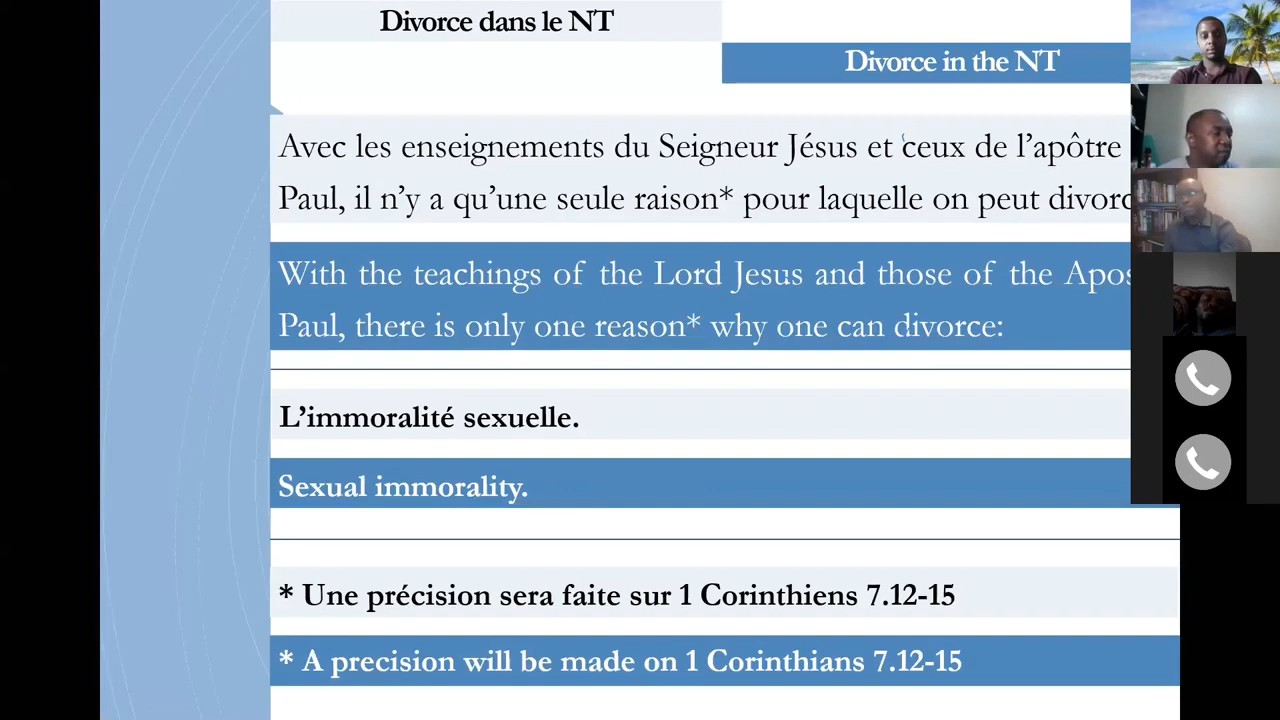 Divorce dans le NT
Divorce in the NT
Avec les enseignements du Seigneur Jésus et ceux de l’apôtre
Paul, il n’y a qu’une seule raison* pour laquelle on peut
With the teachings of the Lord Jesus and those of the
Paul, there is only one reason* why one can divorce:
L’immoralité sexuelle.
Sexual immorality.
* Une précision sera faite sur 1 Corinthiens 7.12-15
* A precision will be made on 1 Corinthians 7.12-15